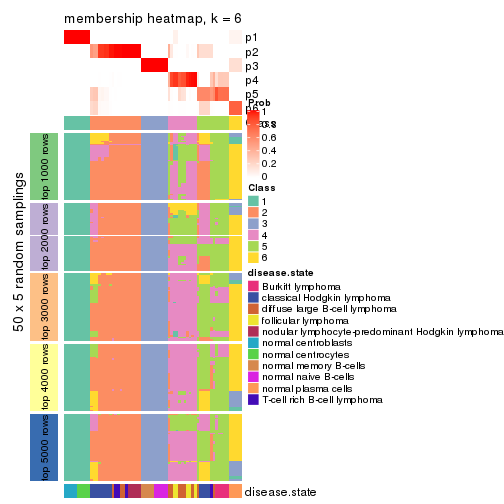 membership heatmap, k = 6
p1
p2
p3
p4
p5
p6
Prob
1
0.8
0.6
0.4
0.2
0
Class
1
2
3
4
5
6
disease.state
Burkitt lymphoma
classical Hodgkin lymphoma
diffuse large B-cell lymphoma
follicular lymphoma
nodular lymphocyte-predominant Hodgkin lymphoma
normal centroblasts
normal centrocytes
normal memory B-cells
normal naive B-cells
normal plasma cells
T-cell rich B-cell lymphoma
50 x 5 random samplings
top 1000 rows
top 2000 rows
top 3000 rows
top 4000 rows
top 5000 rows
disease.state